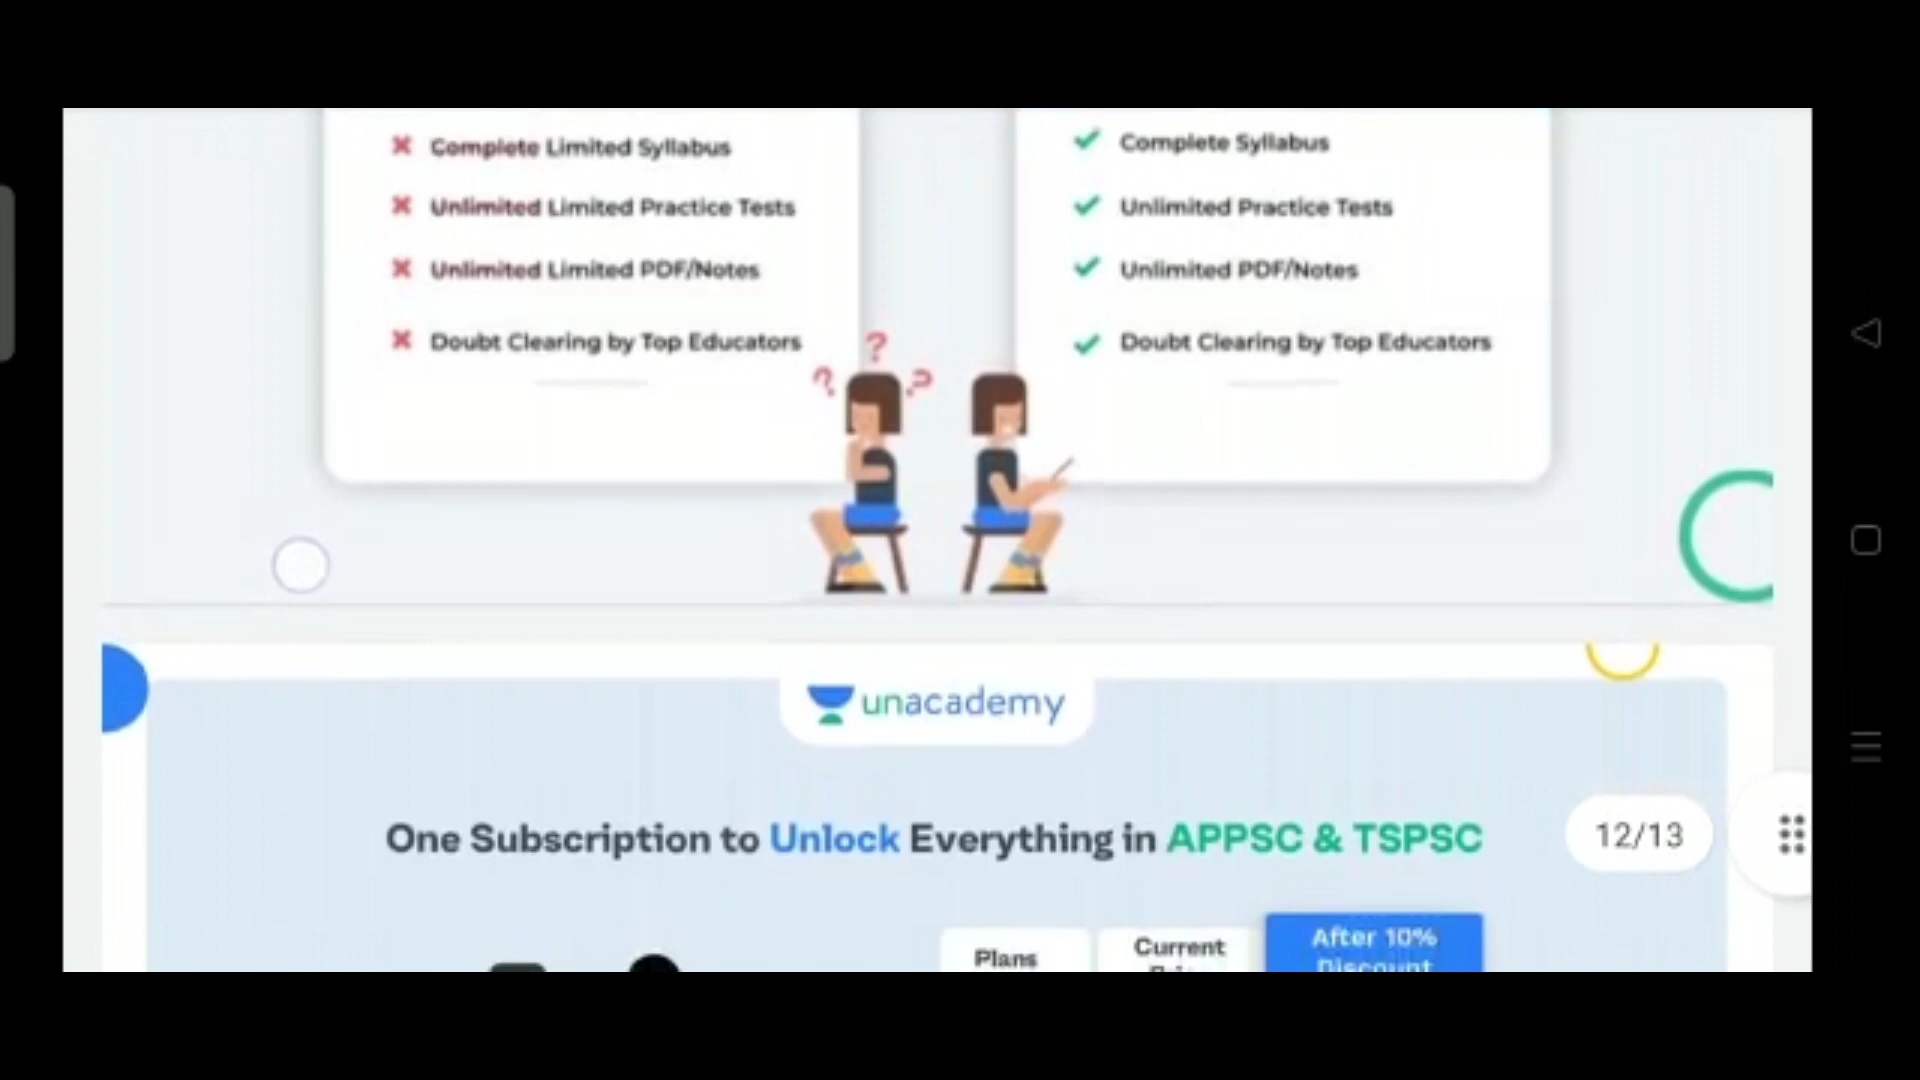 Complete Limited Syllabus
Unlimited Limited Practice Tests
Unlimited Limited PDF/Notes
Doubt Clearing by Top Educators
Complete Syllabus
Unlimited Practice Tests
Unlimited PDF/Notes
Doubt Clearing by Top Educators
? ? ?
unacademy
One Subscription to Unlock Everything in APPSC & TSPSC
12/13
Plans
Current
After 10%
Discount